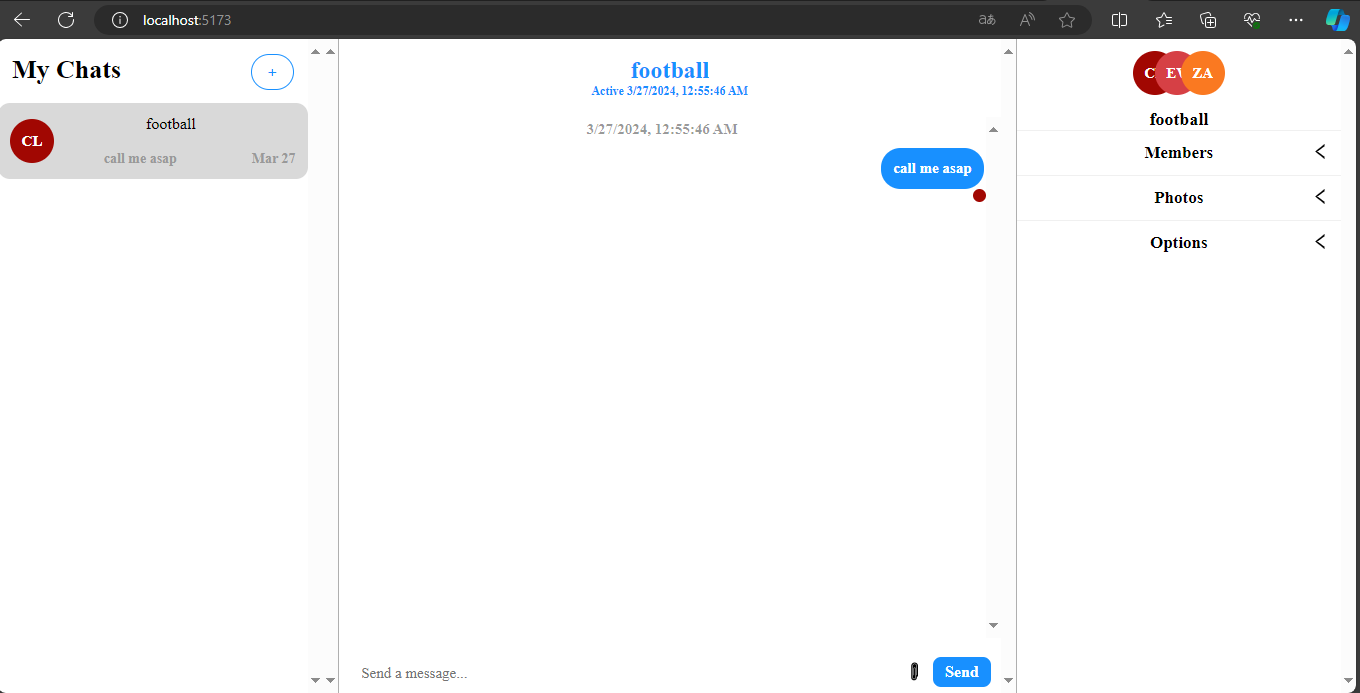 localhost:5173
My Chats
+
CL
football
call me asap
Mar 27
football
Active 3/27/2024, 12:55:46 AM
3/27/2024, 12:55:46 AM
call me asap
Send a message...
Send
ZA
football
Members
Photos
Options